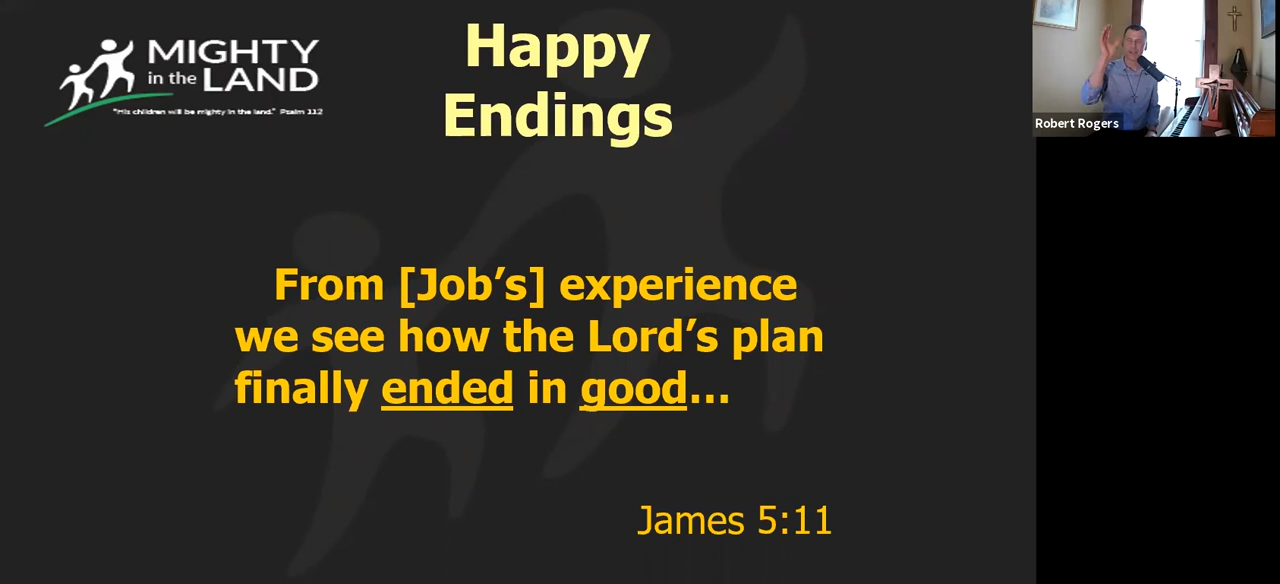 MIGHTY
in the LAND
"His children will be mighty in the land." Psalm 112
Happy
Endings
Robert Rogers
From [Job’s] experience
we see how the Lord’s plan
finally ended in good…
James 5:11